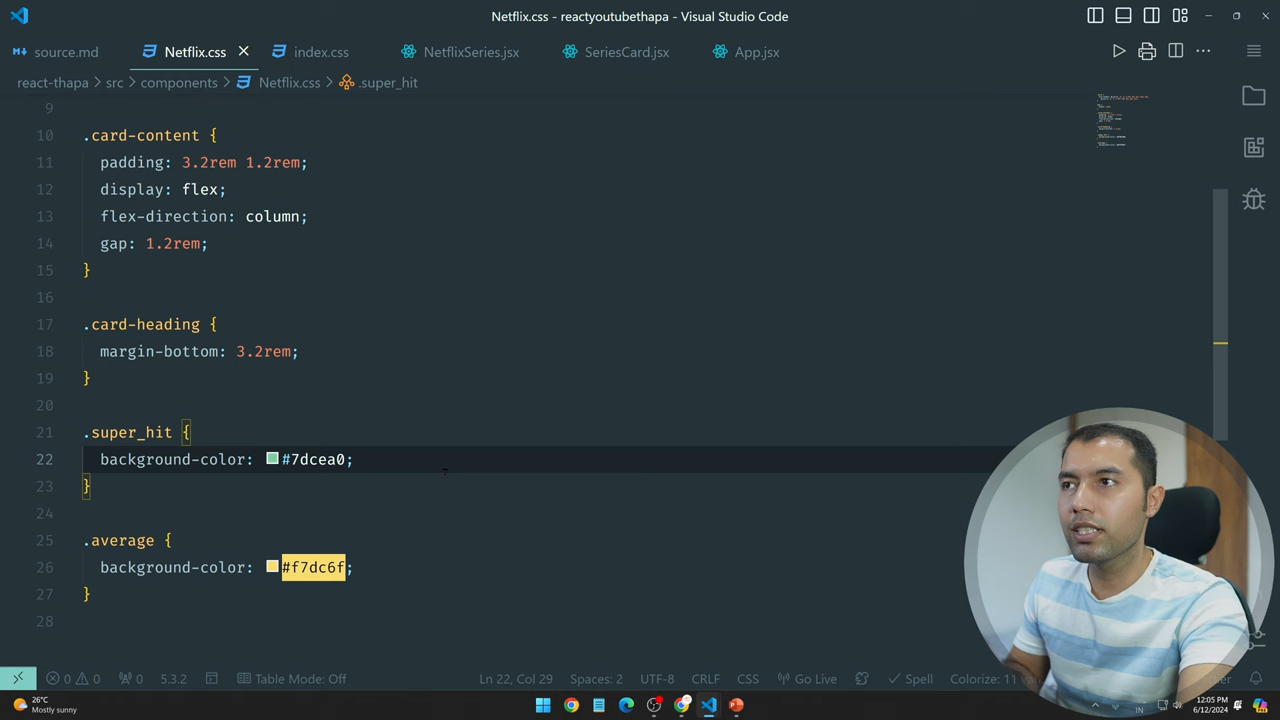 Netflix.css - reactyoutubethapa - Visual Studio Code
source.md Netflix.css index.css NetflixSeries.jsx SeriesCard.jsx App.jsx
react-thapa > src > components > Netflix.css > .super_hit
9
10 .card-content {
11 padding: 3.2rem 1.2rem;
12 display: flex;
13 flex-direction: column;
14 gap: 1.2rem;
15 }
16
17 .card-heading {
18 margin-bottom: 3.2rem;
19 }
20
21 .super_hit {
22 background-color: #7dcea0;
23 }
24
25 .average {
26 background-color: #f7dc6f;
27 }
28
0 0 0 5.3.2 Table Mode: Off Ln 22, Col 29 Spaces: 2 UTF-8 CRLF CSS Go Live Spell Colorize: 11
26°C
Mostly sunny
IN
12:05 PM
6/12/2024